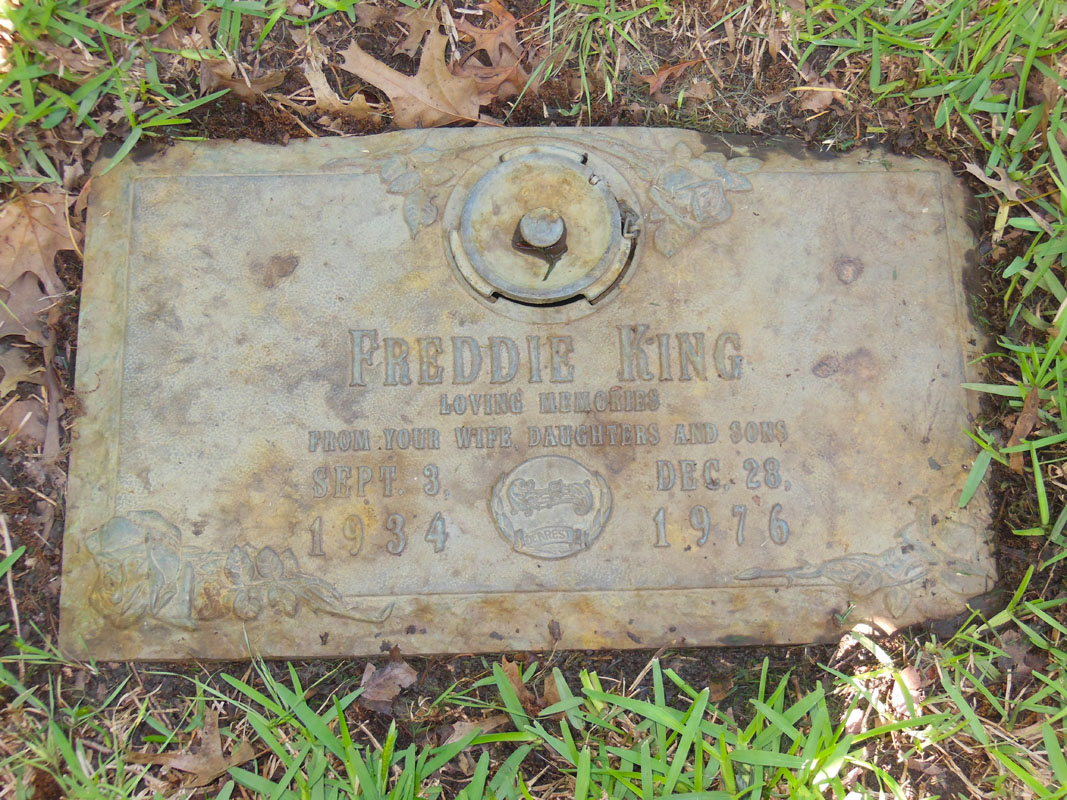 FREDDIE KING
LOVING MEMORIES
FROM YOUR WIFE, DAUGHTERS AND SONS
SEPT. 3, DEC. 28,
1934 1976